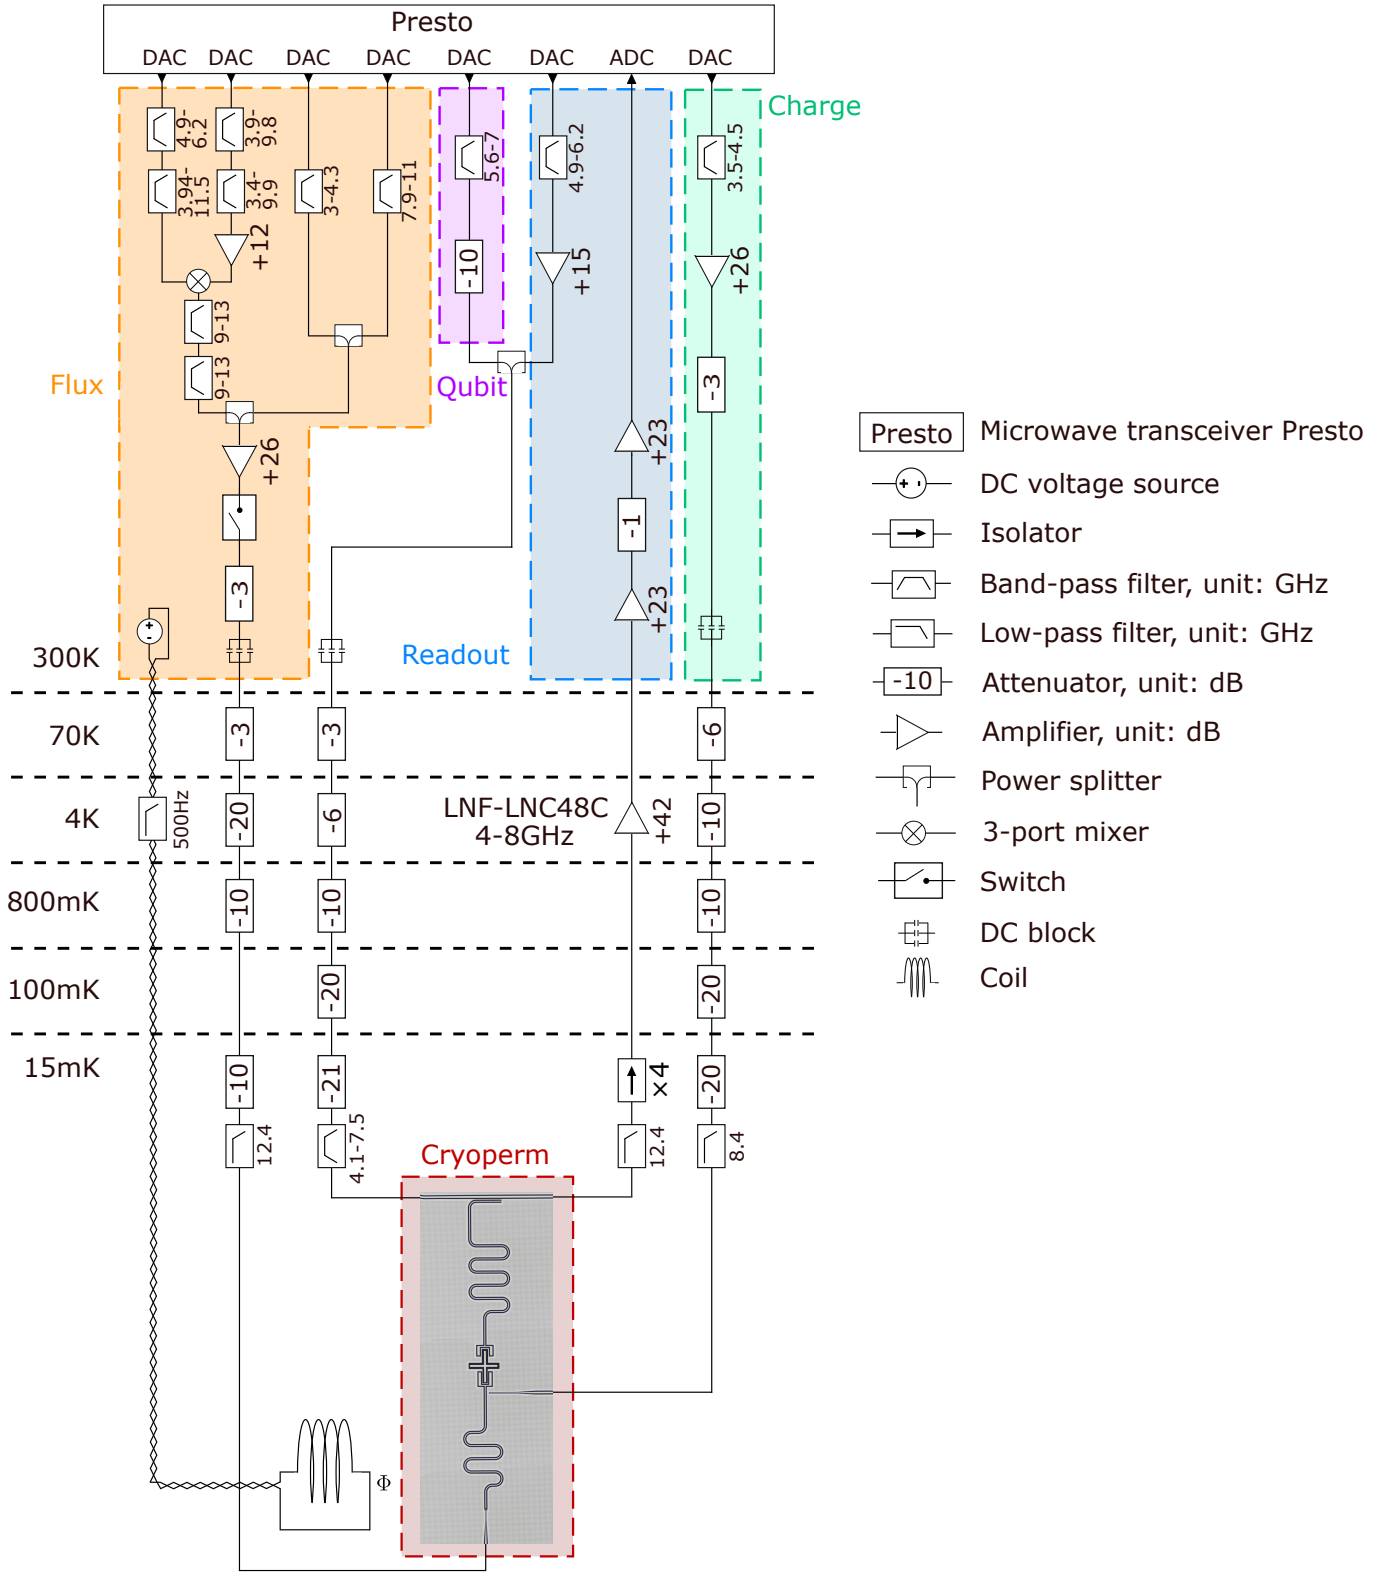 Presto
DAC DAC DAC DAC DAC DAC ADC DAC
Charge
4.9-
6.2
3.9-
9.8
5.6-7
4.9-6.2
3.5-4.5
3.94-
11.5
3.4-
9.9
3-4.3
7.9-11
+12
-10
+15
+26
9-13
9-13
Flux
Qubit
-3
+26
+23
-1
-3
+23
Readout
300K
70K
-3
-3
-6
4K
500Hz
-20
-6
LNF-LNC48C
4-8GHz
+42
-10
800mK
-10
-10
-10
100mK
-20
-20
15mK
-10
-21
×4
-20
12.4
4.1-7.5
12.4
8.4
Cryoperm
Φ
Presto Microwave transceiver Presto
+ - DC voltage source
Isolator
Band-pass filter, unit: GHz
Low-pass filter, unit: GHz
-10 Attenuator, unit: dB
Amplifier, unit: dB
Power splitter
3-port mixer
Switch
DC block
Coil